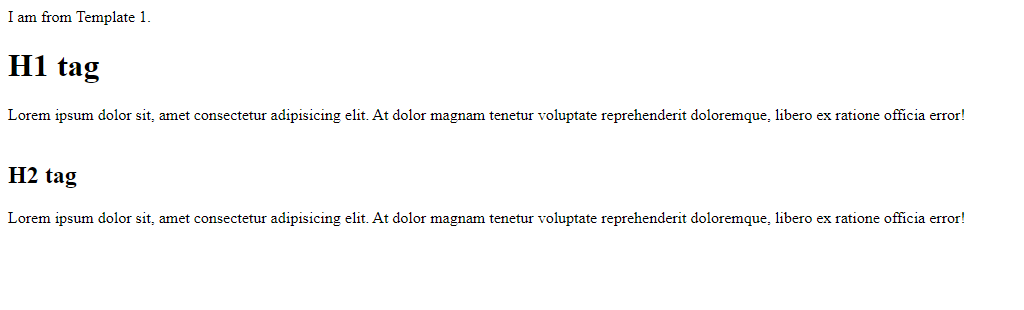 I am from Template 1.
H1 tag
Lorem ipsum dolor sit, amet consectetur adipisicing elit. At dolor magnam tenetur voluptate reprehenderit doloremque, libero ex ratione officia error!
H2 tag
Lorem ipsum dolor sit, amet consectetur adipisicing elit. At dolor magnam tenetur voluptate reprehenderit doloremque, libero ex ratione officia error!